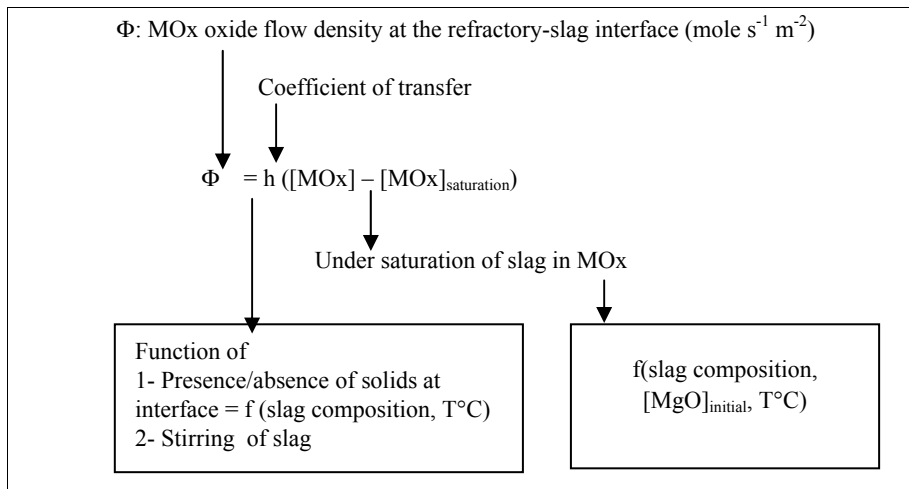 Φ: MOx oxide flow density at the refractory-slag interface (mole s⁻¹ m⁻²)
Coefficient of transfer
Φ = h ([MOx] – [MOx]saturation)
Under saturation of slag in MOx
Function of
1- Presence/absence of solids at
interface = f (slag composition, T°C)
2- Stirring of slag
f(slag composition,
[MgO]initial, T°C)